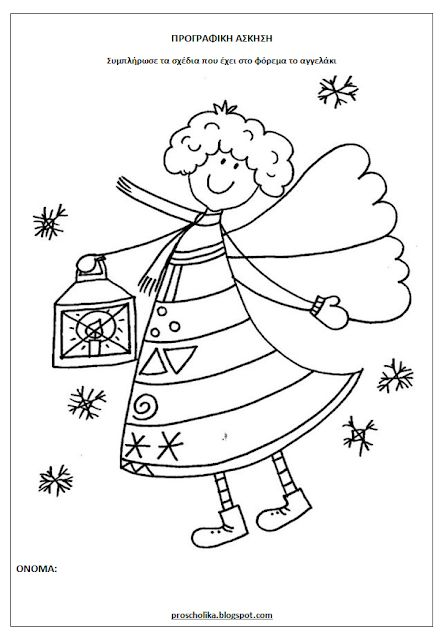 ΠΡΟΓΡΑΦΙΚΗ ΑΣΚΗΣΗ
Συμπλήρωσε τα σχέδια που έχει στο φόρεμα το αγγελάκι
ΟΝΟΜΑ:
proscholika.blogspot.com